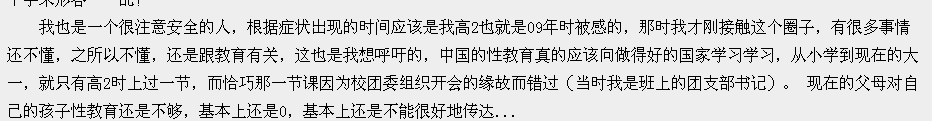 我也是一个很注意安全的人，根据症状出现的时间应该是我高2也就是09年时被感的，那时我才刚接触这个圈子，有很多事情
还不懂，之所以不懂，还是跟教育有关，这也是我想呼吁的，中国的性教育真的应该向做得好的国家学习学习，从小学到现在的大
一，就只有高2时上过一节，而恰巧那一节课因为校团委组织开会的缘故而错过（当时我是班上的团支部书记）。 现在的父母对自
己的孩子性教育还是不够，基本上还是0，基本上还是不能很好地传达...